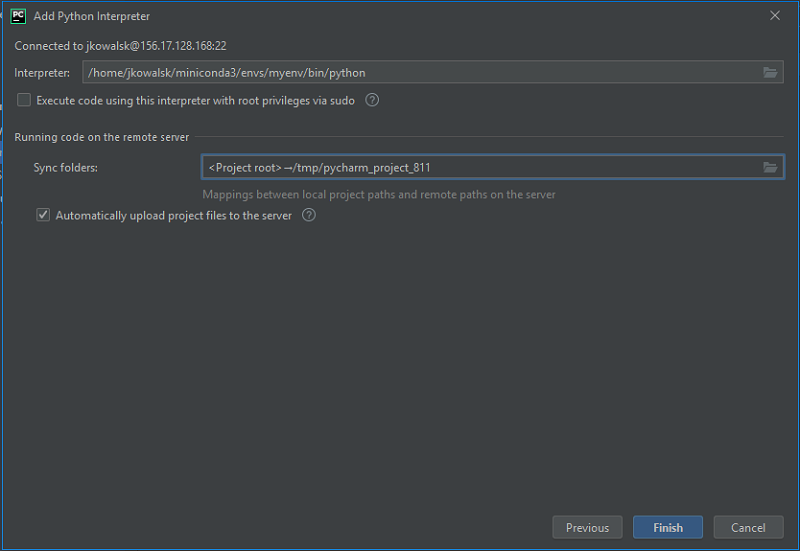 PC Add Python Interpreter
Connected to jkowalsk@156.17.128.168:22
Interpreter: /home/jkowalsk/miniconda3/envs/myenv/bin/python
Execute code using this interpreter with root privileges via sudo ?
Running code on the remote server
Sync folders: <Project root>→/tmp/pycharm_project_811
Mappings between local project paths and remote paths on the server
Automatically upload project files to the server ?
Previous Finish Cancel